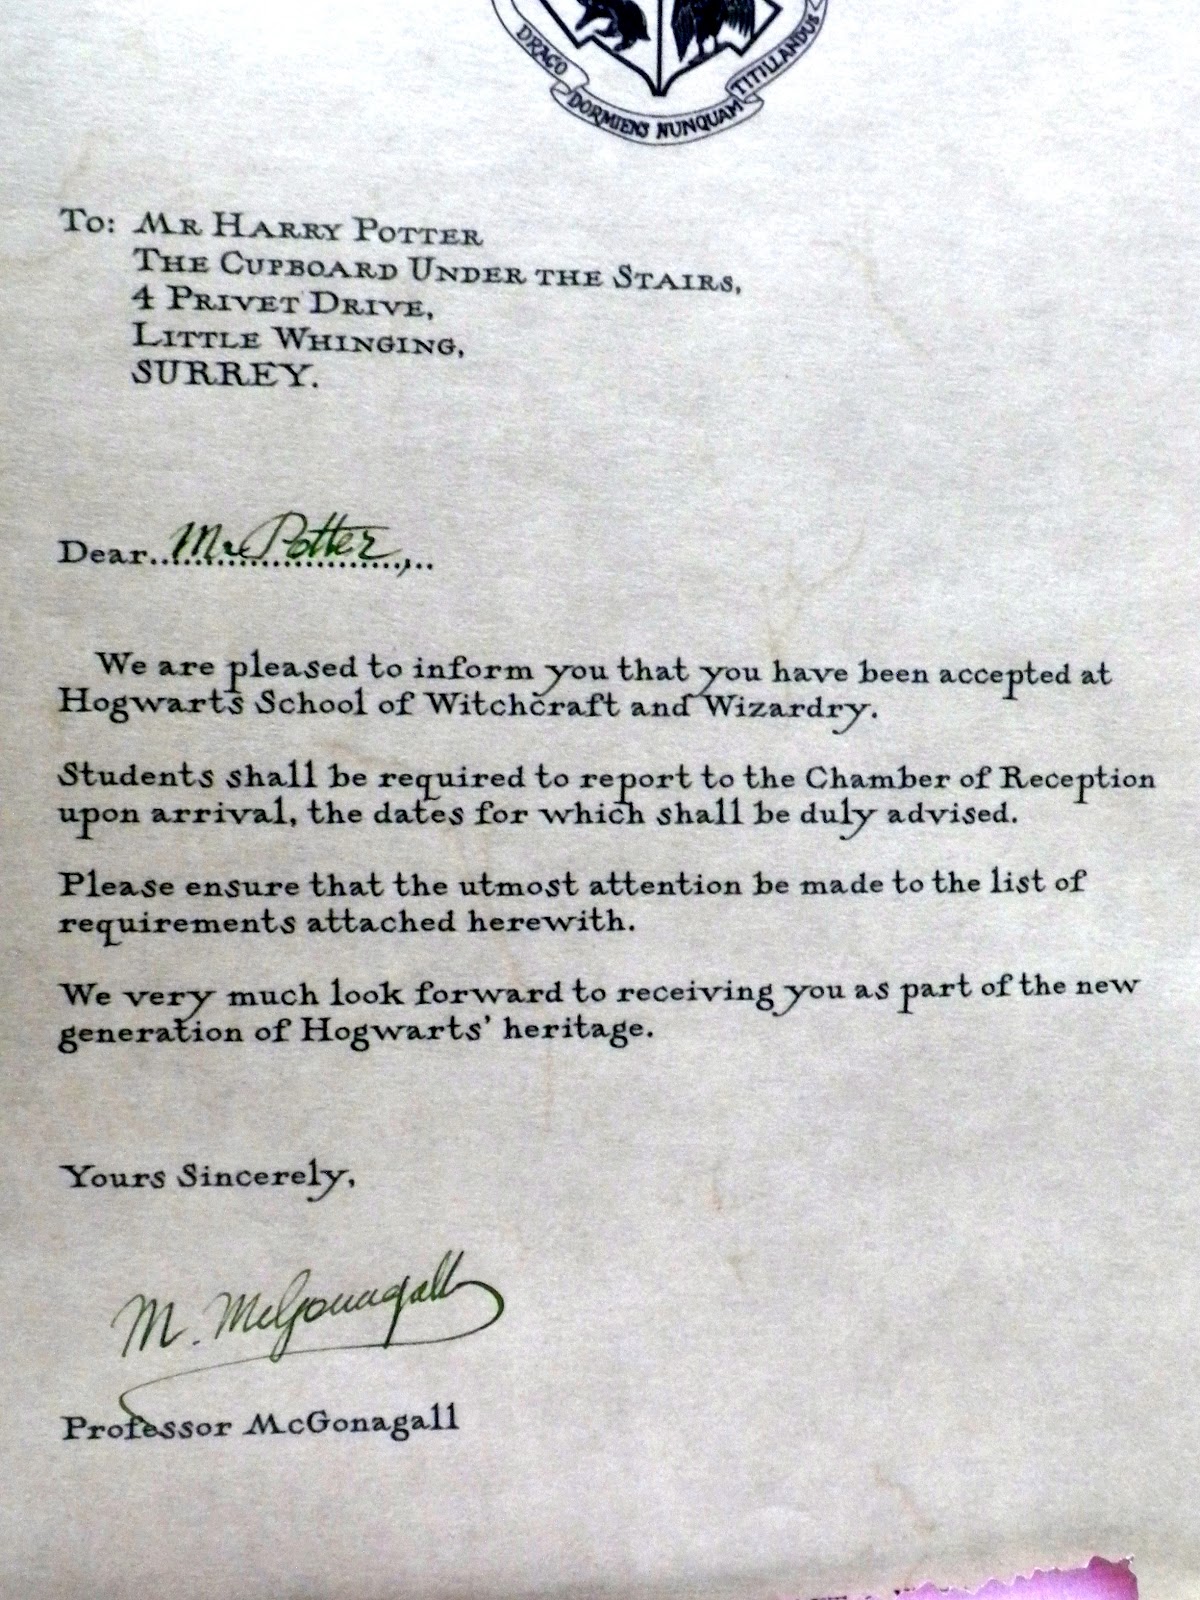 DRACO DORMIENS NUNQUAM TITILLANDUS
To: Mr Harry Potter
The Cupboard Under the Stairs,
4 Privet Drive,
Little Whinging,
SURREY.
Dear..Mr Potter,..
We are pleased to inform you that you have been accepted at
Hogwarts School of Witchcraft and Wizardry.
Students shall be required to report to the Chamber of Reception
upon arrival, the dates for which shall be duly advised.
Please ensure that the utmost attention be made to the list of
requirements attached herewith.
We very much look forward to receiving you as part of the new
generation of Hogwarts' heritage.
Yours Sincerely,
M. McGonagall
Professor McGonagall